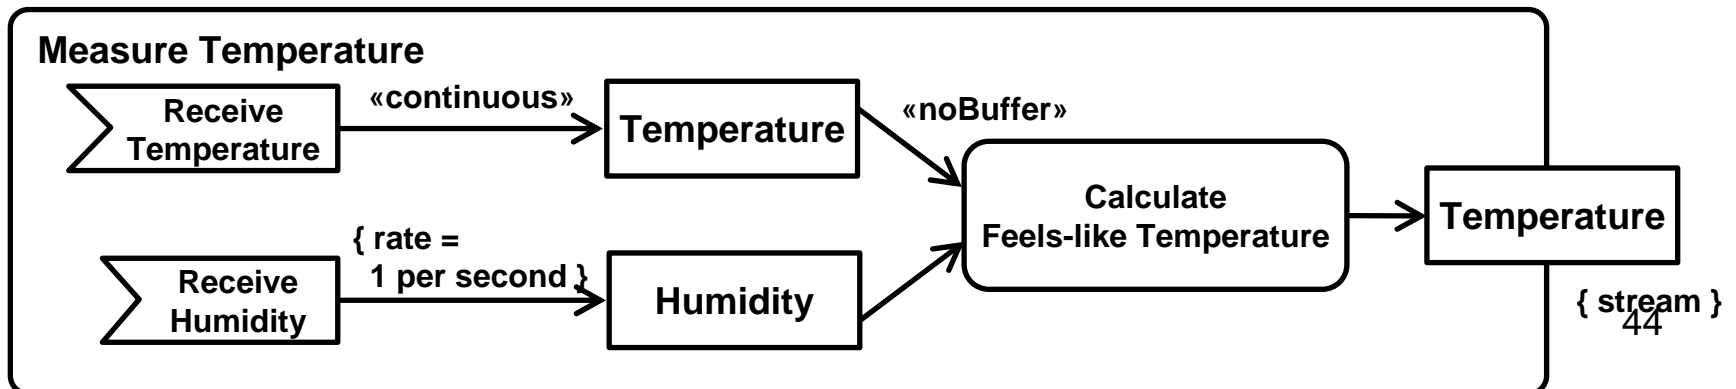 Measure Temperature
Receive
Temperature
«continuous»
Temperature
«noBuffer»
Calculate
Feels-like Temperature
Temperature
Receive
Humidity
{ rate =
1 per second }
Humidity
{ stream }
44